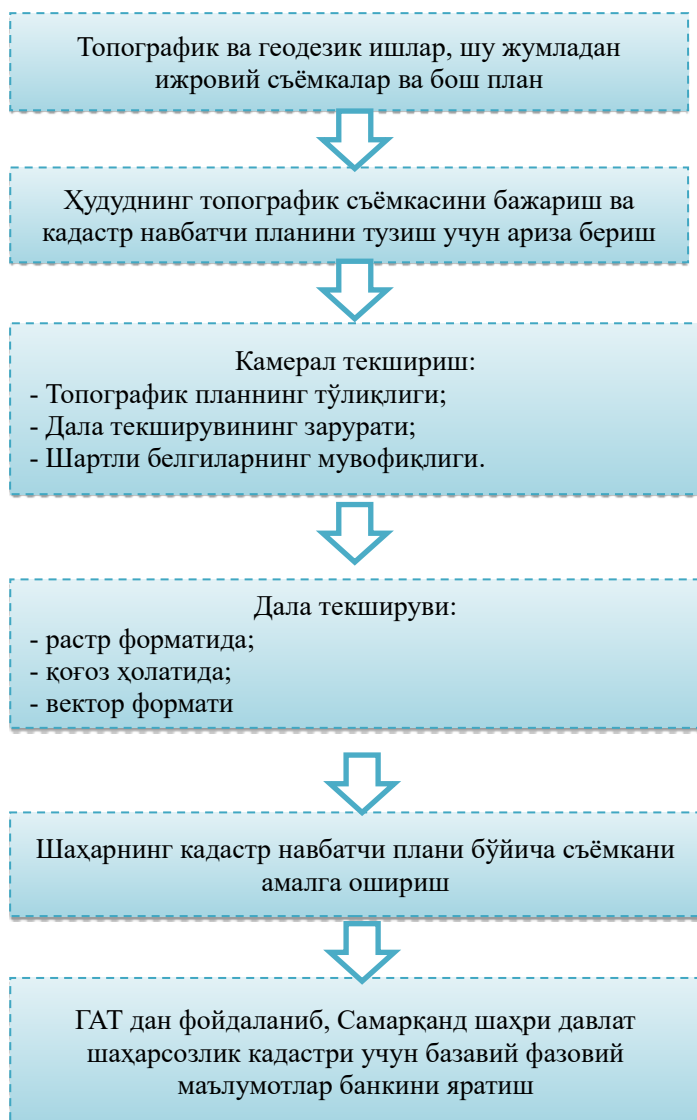 Топографик ва геодезик ишлар, шу жумладан
ижровий съёмкалар ва бош план
Ҳудуднинг топографик съёмкасини бажариш ва
кадастр навбатчи планини тузиш учун ариза бериш
Камерал текшириш:
- Топографик планнинг тўлиқлиги;
- Дала текширувининг зарурати;
- Шартли белгиларнинг мувофиқлиги.
Дала текшируви:
- растр форматида;
- қоғоз ҳолатида;
- вектор формати
Шаҳарнинг кадастр навбатчи плани бўйича съёмкани
амалга ошириш
ГАТ дан фойдаланиб, Самарқанд шаҳри давлат
шаҳарсозлик кадастри учун базавий фазовий
маълумотлар банкини яратиш